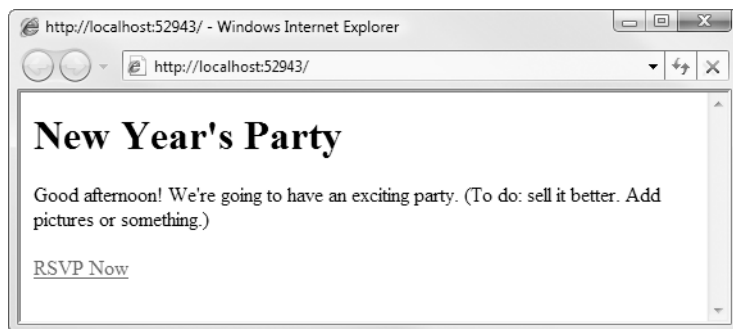 http://localhost:52943/ - Windows Internet Explorer
http://localhost:52943/
New Year's Party
Good afternoon! We're going to have an exciting party. (To do: sell it better. Add
pictures or something.)
RSVP Now